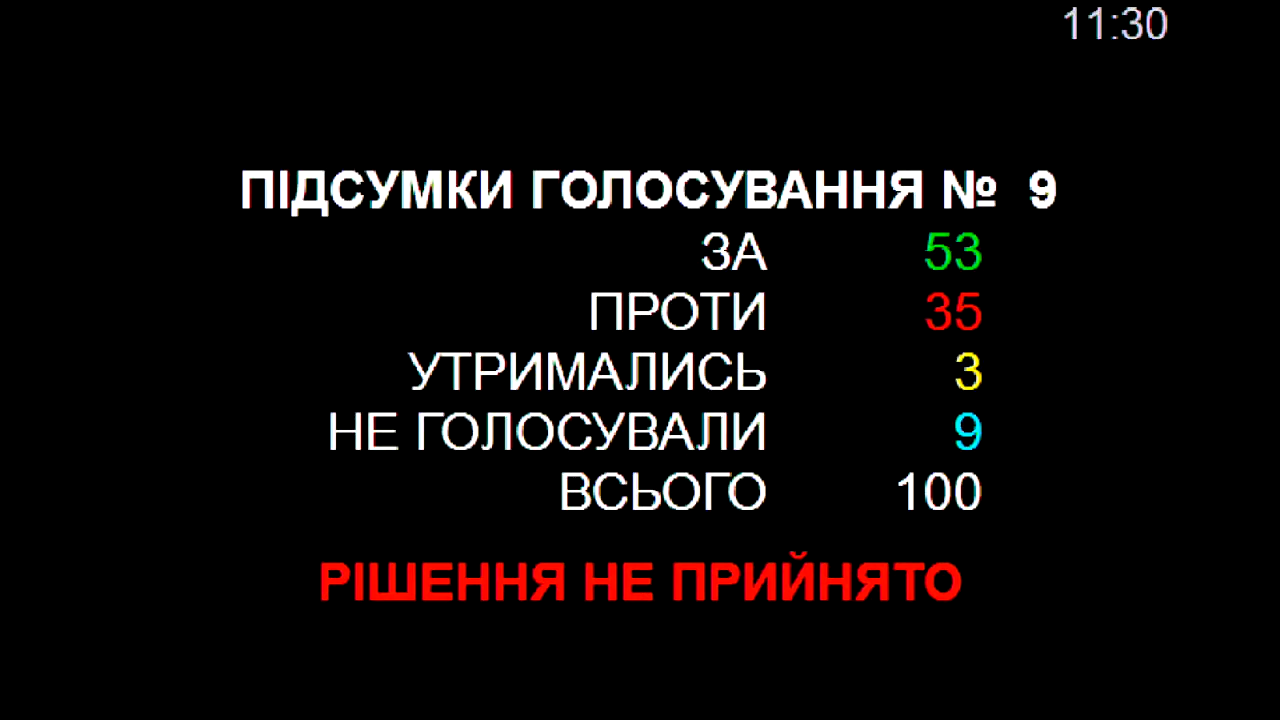 11:30
ПІДСУМКИ ГОЛОСУВАННЯ № 9
ЗА 53
ПРОТИ 35
УТРИМАЛИСЬ 3
НЕ ГОЛОСУВАЛИ 9
ВСЬОГО 100
РІШЕННЯ НЕ ПРИЙНЯТО